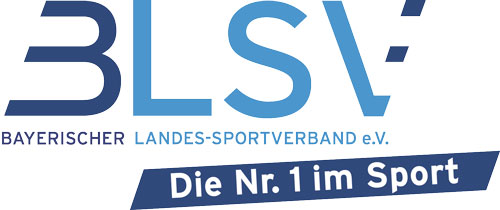 BLSV
BAYERISCHER LANDES-SPORTVERBAND e.V.
Die Nr. 1 im Sport